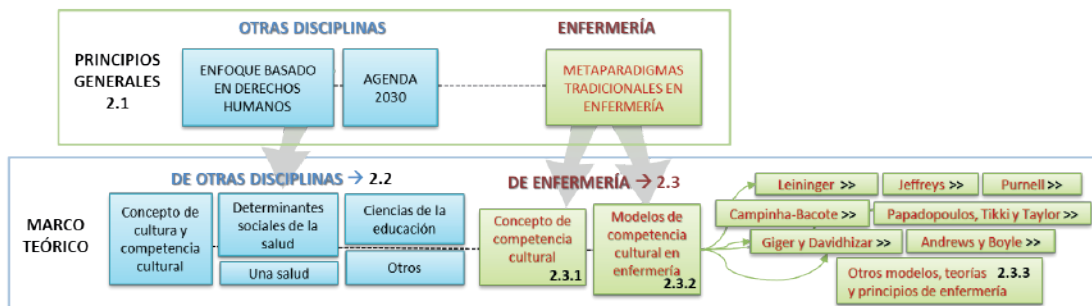 OTRAS DISCIPLINAS
ENFERMERÍA
PRINCIPIOS
GENERALES
2.1
ENFOQUE BASADO
EN DERECHOS
HUMANOS
AGENDA
2030
METAPARADIGMAS
TRADICIONALES EN
ENFERMERÍA
DE OTRAS DISCIPLINAS → 2.2
DE ENFERMERÍA → 2.3
MARCO
TEÓRICO
Concepto de
cultura y
competencia
cultural
Determinantes
sociales de la
salud
Una salud
Ciencias de la
educación
Otros
Concepto de
competencia
cultural
2.3.1
Modelos de
competencia
cultural en
enfermería
2.3.2
Leininger >>
Jeffreys >>
Purnell >>
Campinha-Bacote >>
Papadopoulos, Tikki y Taylor >>
Giger y Davidhizar >>
Andrews y Boyle >>
Otros modelos, teorías 2.3.3
y principios de enfermería